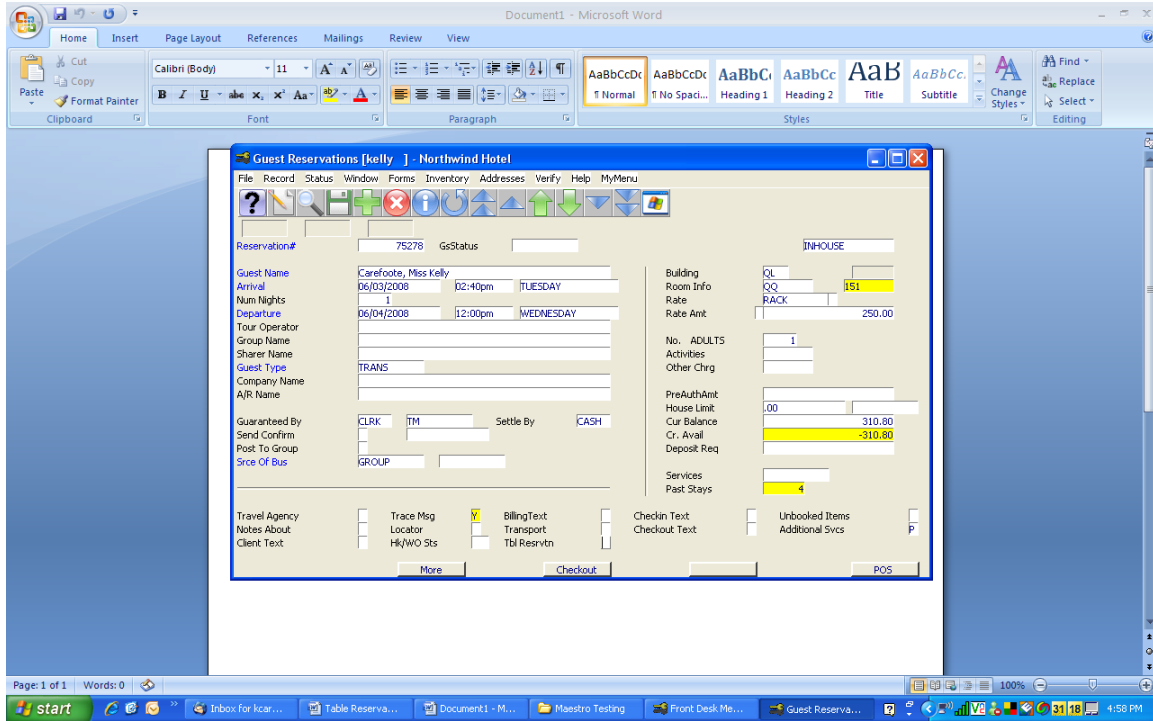 Document1 - Microsoft Word
Home Insert Page Layout References Mailings Review View
Cut
Copy
Paste
Format Painter
Clipboard
Calibri (Body) 11
B I U abe X₂ X² Aa ab A
Font
Paragraph
AaBbCcDc AaBbCcDc AaBbC AaBbCc AaB AaBbCc.
¶ Normal ¶ No Spaci... Heading 1 Heading 2 Title Subtitle
Change Styles
Styles
Find
Replace
Select
Editing
Guest Reservations [kelly ] - Northwind Hotel
File Record Status Window Forms Inventory Addresses Verify Help MyMenu
Reservation# 75278 GsStatus INHOUSE
Guest Name Carefoote, Miss Kelly Building QL
Arrival 06/03/2008 02:40pm TUESDAY Room Info QQ 151
Num Nights 1 Rate RACK
Departure 06/04/2008 12:00pm WEDNESDAY Rate Amt 250.00
Tour Operator
Group Name No. ADULTS 1
Sharer Name Activities
Guest Type TRANS Other Chrg
Company Name
A/R Name PreAuthAmt
House Limit .00
Guaranteed By CLRK TM Settle By CASH Cur Balance 310.80
Send Confirm Cr. Avail -310.80
Post To Group Deposit Req
Srce Of Bus GROUP
Services
Past Stays 4
Travel Agency Trace Msg Y BillingText Checkin Text Unbooked Items
Notes About Locator Transport Checkout Text Additional Svcs P
Client Text Hk/WO Sts Tbl Resrvtn
More Checkout POS
Page: 1 of 1 Words: 0 100%
start Inbox for kcar... Table Reserva... Document1 - M... Maestro Testing Front Desk Me... Guest Reserva... 31 18 4:58 PM